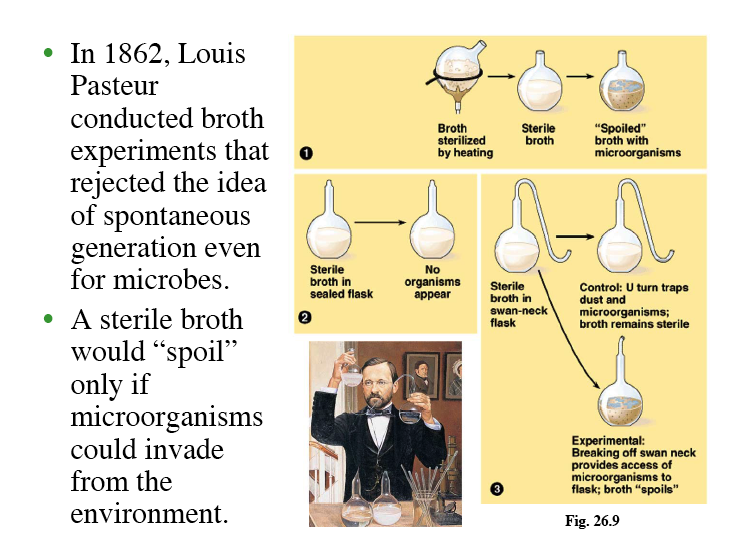 • In 1862, Louis
Pasteur
conducted broth
experiments that
rejected the idea
of spontaneous
generation even
for microbes.
• A sterile broth
would “spoil”
only if
microorganisms
could invade
from the
environment.
Broth
sterilized
by heating
Sterile
broth
“Spoiled”
broth with
microorganisms
1
Sterile
broth in
sealed flask
No
organisms
appear
2
Sterile
broth in
swan-neck
flask
Control: U turn traps
dust and
microorganisms;
broth remains sterile
Experimental:
Breaking off swan neck
provides access of
microorganisms to
flask; broth “spoils”
3
Fig. 26.9